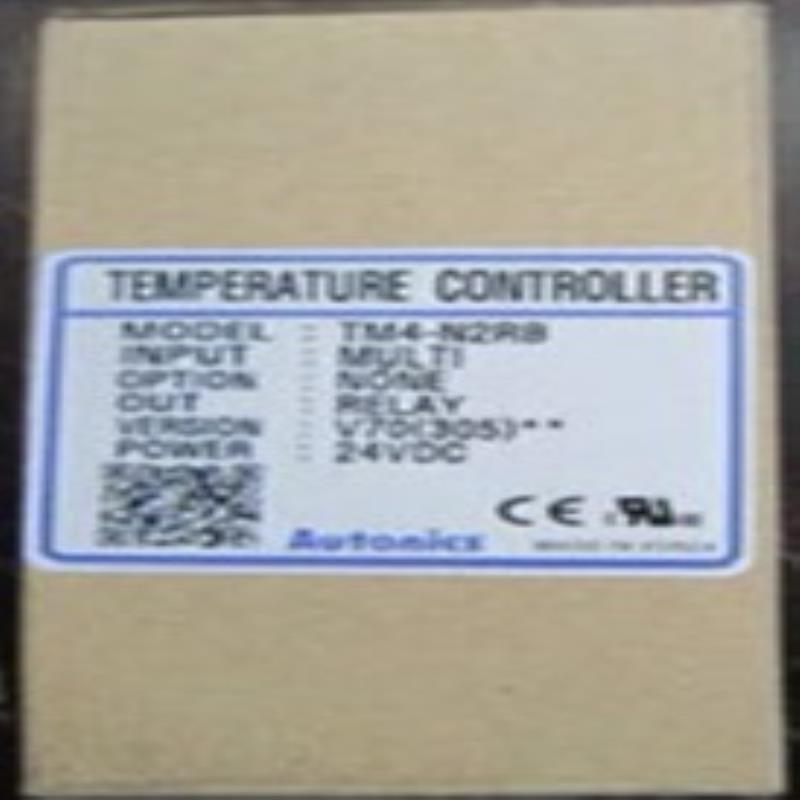 TEMPERATURE CONTROLLER
MODEL : TM4-N2RB
INPUT : MULTI
OPTION : NONE
OUT : RELAY
VERSION : V70(305)**
POWER : 24VDC
CE
Autonics